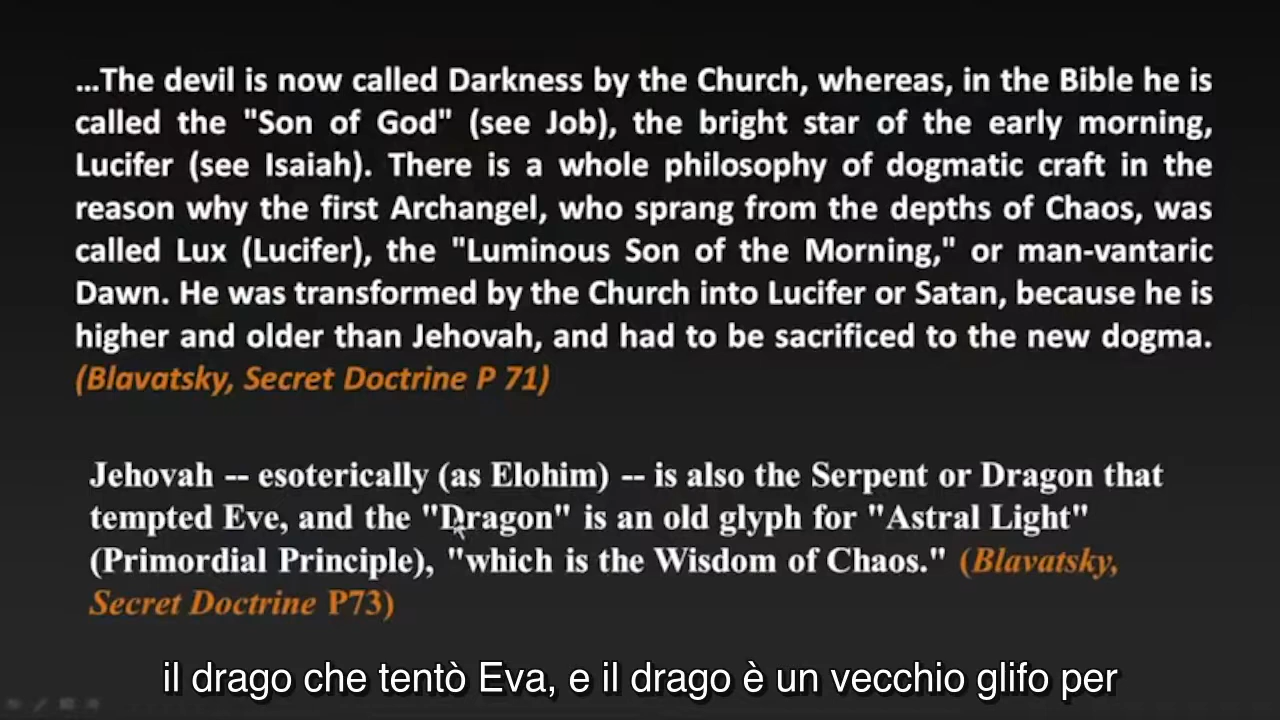 ...The devil is now called Darkness by the Church, whereas, in the Bible he is
called the "Son of God" (see Job), the bright star of the early morning,
Lucifer (see Isaiah). There is a whole philosophy of dogmatic craft in the
reason why the first Archangel, who sprang from the depths of Chaos, was
called Lux (Lucifer), the "Luminous Son of the Morning," or man-vantaric
Dawn. He was transformed by the Church into Lucifer or Satan, because he is
higher and older than Jehovah, and had to be sacrificed to the new dogma.
(Blavatsky, Secret Doctrine P 71)
Jehovah -- esoterically (as Elohim) -- is also the Serpent or Dragon that
tempted Eve, and the "Dragon" is an old glyph for "Astral Light"
(Primordial Principle), "which is the Wisdom of Chaos." (Blavatsky,
Secret Doctrine P73)
il drago che tentò Eva, e il drago è un vecchio glifo per